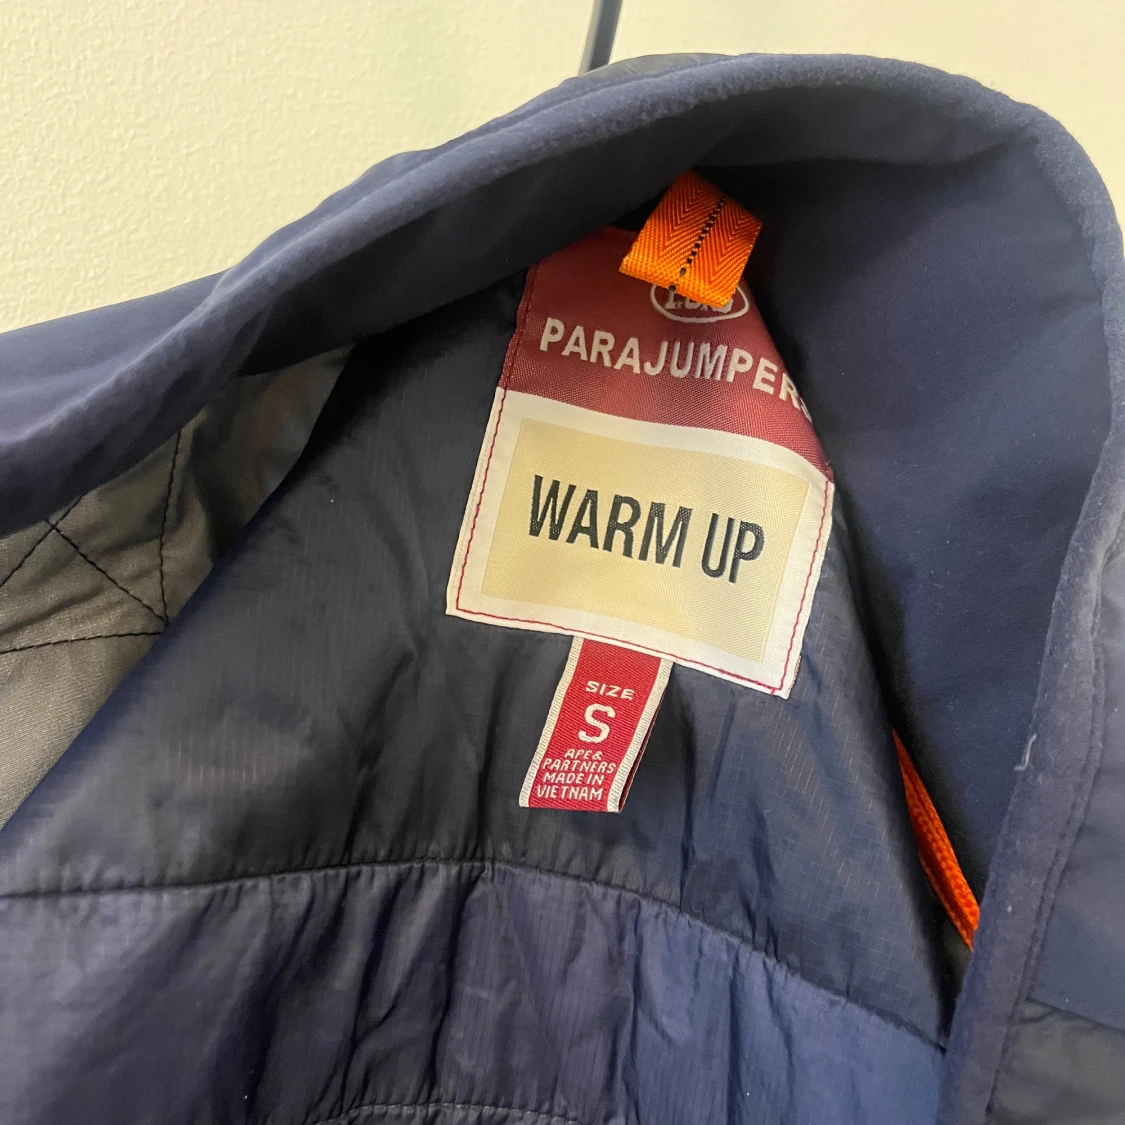 PARAJUMPERS
WARM UP
SIZE
S
APE &
PARTNERS
MADE IN
VIETNAM